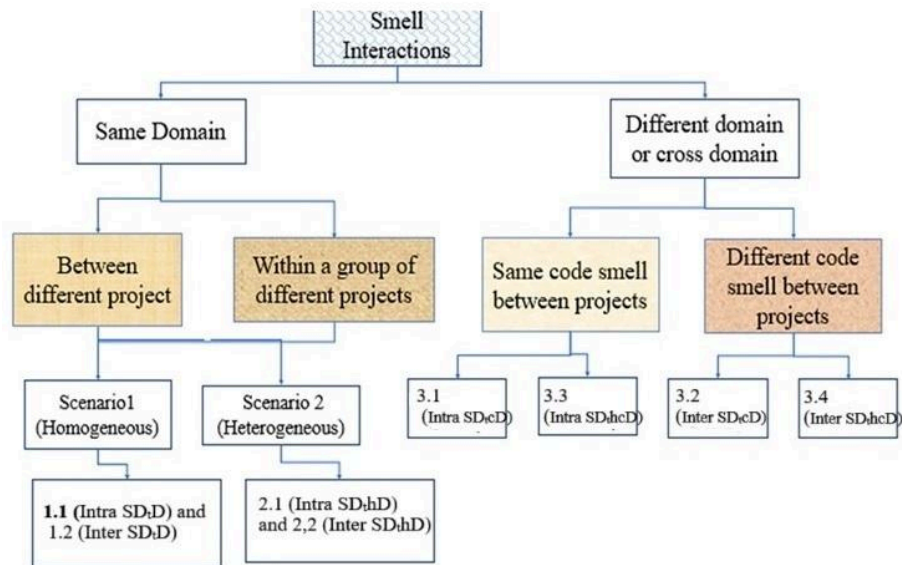 Smell
Interactions
Same Domain
Different domain
or cross domain
Between
different project
Within a group of
different projects
Same code smell
between projects
Different code
smell between
projects
Scenario1
(Homogeneous)
Scenario 2
(Heterogeneous)
3.1
(Intra SDₜcD)
3.3
(Intra SDₜhcD)
3.2
(Inter SDₜcD)
3.4
(Inter SDₜhcD)
1.1 (Intra SDₜD) and
1.2 (Inter SDₜD)
2.1 (Intra SDₜhD)
and 2,2 (Inter SDₜhD)